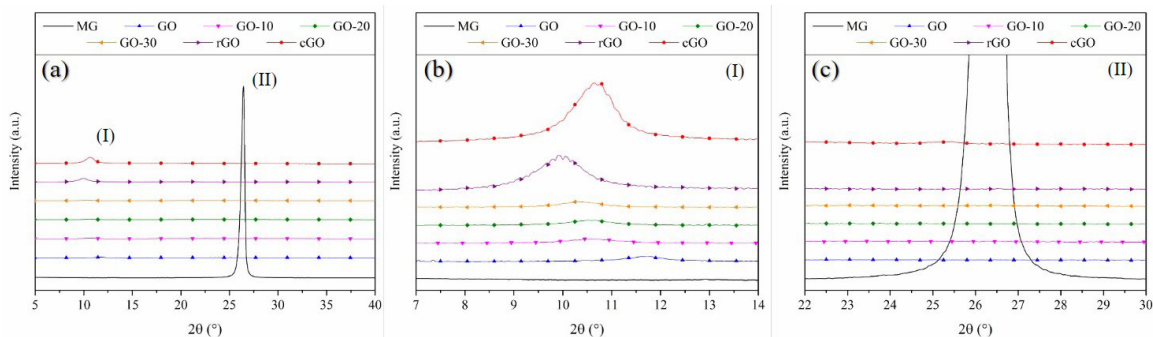 MG GO GO-10 GO-20
GO-30 rGO cGO
(a)
(II)
(I)
Intensity (a.u.)
5 10 15 20 25 30 35 40
2θ (°)
MG GO GO-10 GO-20
GO-30 rGO cGO
(b)
(I)
Intensity (a.u.)
7 8 9 10 11 12 13 14
2θ (°)
MG GO GO-10 GO-20
GO-30 rGO cGO
(c)
(II)
Intensity (a.u.)
22 23 24 25 26 27 28 29 30
2θ (°)